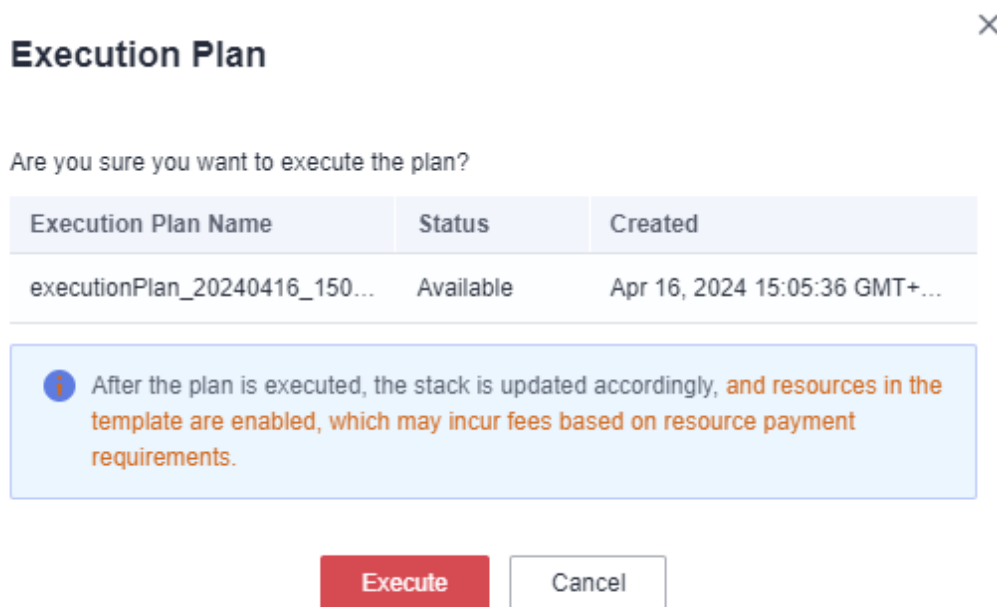 Execution Plan
Are you sure you want to execute the plan?
Execution Plan Name Status Created
executionPlan_20240416_150... Available Apr 16, 2024 15:05:36 GMT+...
After the plan is executed, the stack is updated accordingly, and resources in the
template are enabled, which may incur fees based on resource payment
requirements.
Execute Cancel